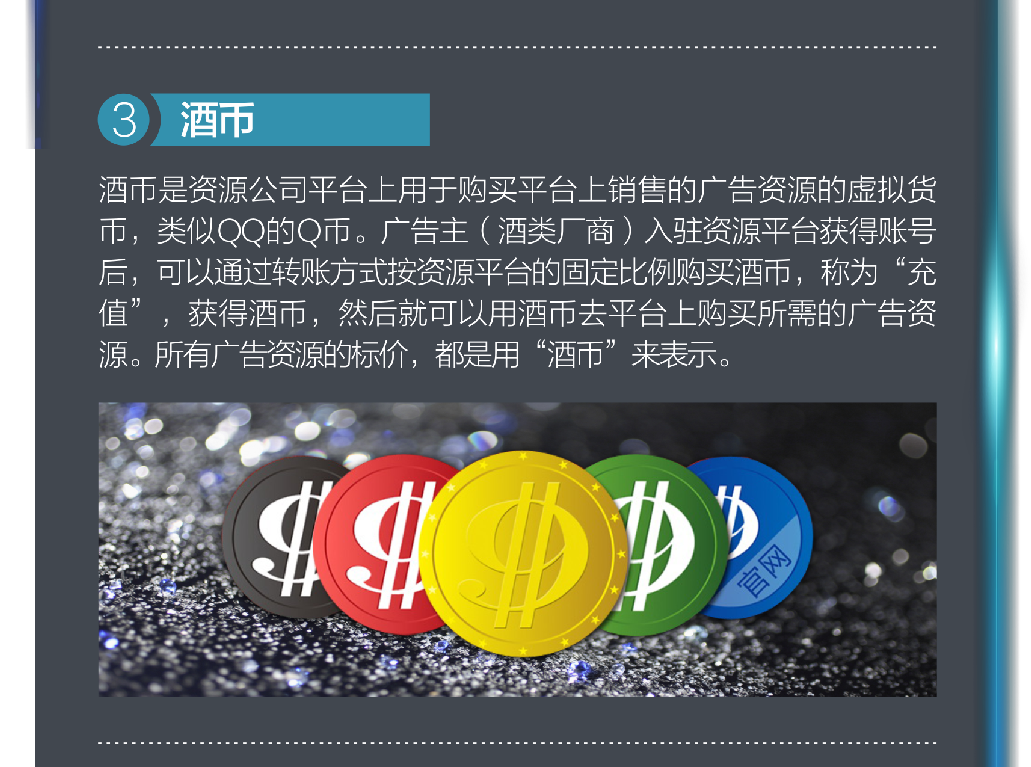 3 酒币
酒币是资源公司平台上用于购买平台上销售的广告资源的虚拟货
币，类似QQ的Q币。广告主（酒类厂商）入驻资源平台获得账号
后，可以通过转账方式按资源平台的固定比例购买酒币，称为“充
值”，获得酒币，然后就可以用酒币去平台上购买所需的广告资
源。所有广告资源的标价，都是用“酒币”来表示。
官网